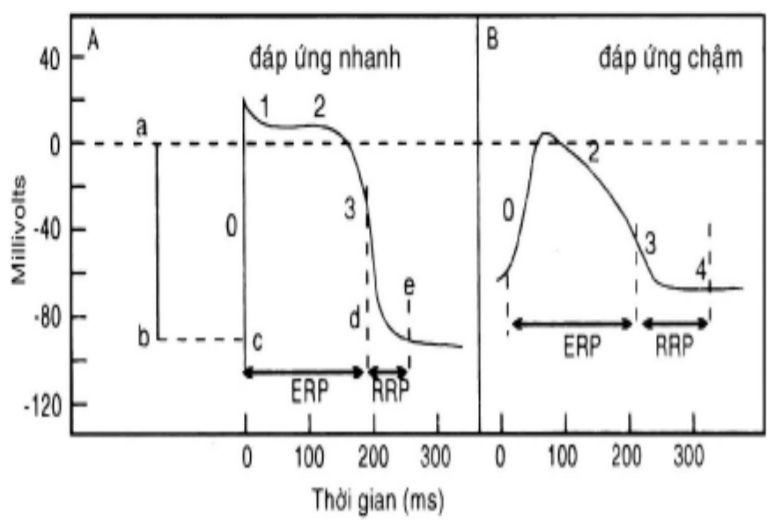 A
đáp ứng nhanh
B
đáp ứng chậm
Millivolts
40
0
-40
-80
-120
a
b
c
0
1
2
3
d
e
ERP
RRP
0
2
3
4
ERP
RRP
0
100
200
300
0
100
200
300
Thời gian (ms)